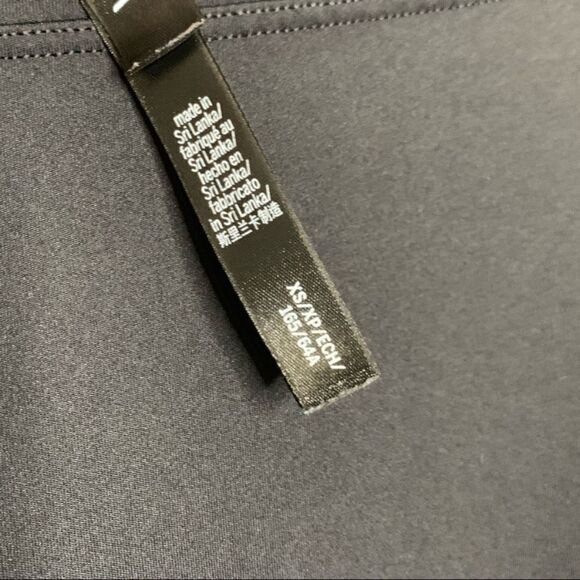 made in
Sri Lanka/
fabriqué au
Sri Lanka/
hecho en
Sri Lanka/
fabbricato
in Sri Lanka/
斯里兰卡制造
XS/XP/ECH/
165/64A